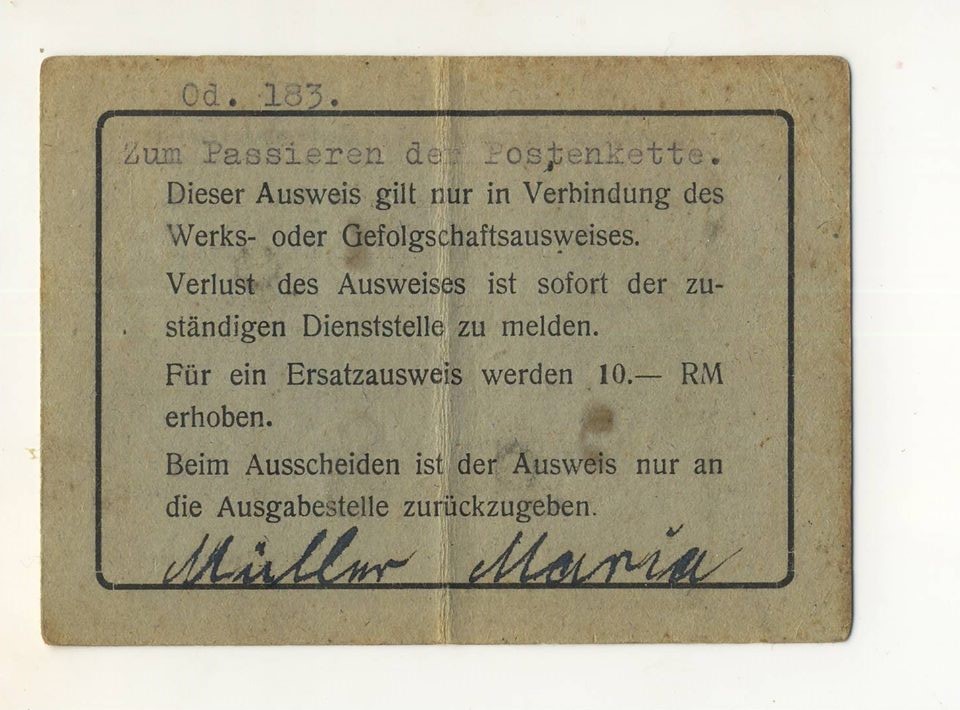 Od. 183.
Zum Passieren der Postenkette.
Dieser Ausweis gilt nur in Verbindung des
Werks- oder Gefolgschaftsausweises.
Verlust des Ausweises ist sofort der zu-
ständigen Dienststelle zu melden.
Für ein Ersatzausweis werden 10.— RM
erhoben.
Beim Ausscheiden ist der Ausweis nur an
die Ausgabestelle zurückzugeben.
Müller Maria